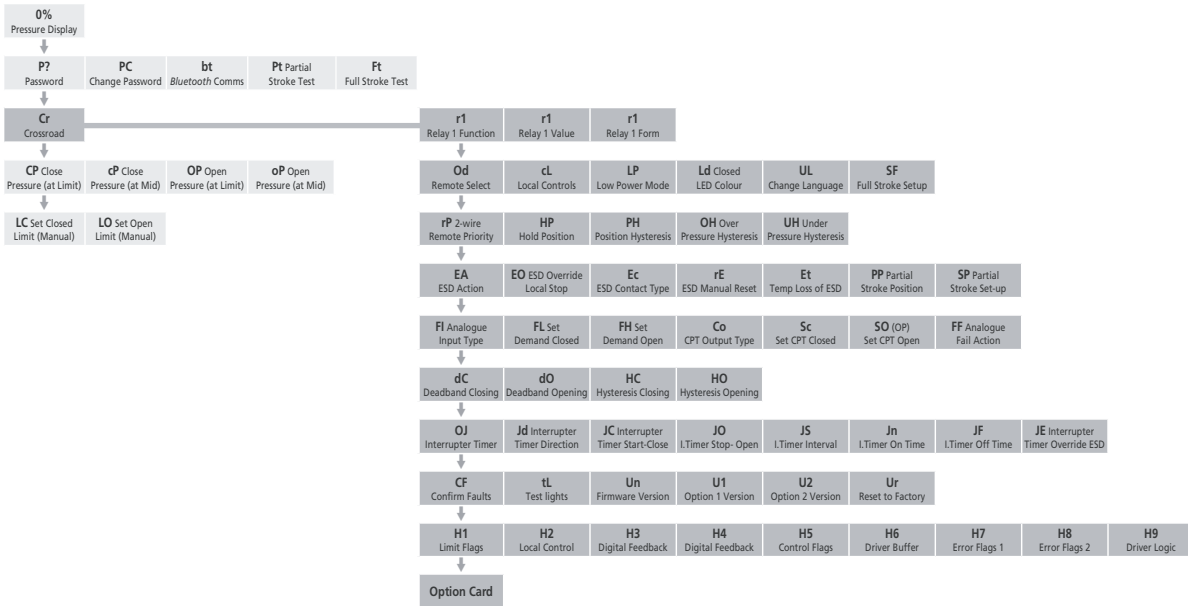 0%
Pressure Display
P?
Password
PC
Change Password
bt
Bluetooth Comms
Pt Partial
Stroke Test
Ft
Full Stroke Test
Cr
Crossroad
r1
Relay 1 Function
r1
Relay 1 Value
r1
Relay 1 Form
CP Close
Pressure (at Limit)
cP Close
Pressure (at Mid)
OP Open
Pressure (at Limit)
oP Open
Pressure (at Mid)
Od
Remote Select
cL
Local Controls
LP
Low Power Mode
Ld Closed
LED Colour
UL
Change Language
SF
Full Stroke Setup
LC Set Closed
Limit (Manual)
LO Set Open
Limit (Manual)
rP 2-wire
Remote Priority
HP
Hold Position
PH
Position Hysteresis
OH Over
Pressure Hysteresis
UH Under
Pressure Hysteresis
EA
ESD Action
EO ESD Override
Local Stop
Ec
ESD Contact Type
rE
ESD Manual Reset
Et
Temp Loss of ESD
PP Partial
Stroke Position
SP Partial
Stroke Set-up
FI Analogue
Input Type
FL Set
Demand Closed
FH Set
Demand Open
Co
CPT Output Type
Sc
Set CPT Closed
SO (OP)
Set CPT Open
FF Analogue
Fail Action
dC
Deadband Closing
dO
Deadband Opening
HC
Hysteresis Closing
HO
Hysteresis Opening
OJ
Interrupter Timer
Jd Interrupter
Timer Direction
JC Interrupter
Timer Start-Close
JO
I.Timer Stop- Open
JS
I.Timer Interval
Jn
I.Timer On Time
JF
I.Timer Off Time
JE Interrupter
Timer Override ESD
CF
Confirm Faults
tL
Test lights
Un
Firmware Version
U1
Option 1 Version
U2
Option 2 Version
Ur
Reset to Factory
H1
Limit Flags
H2
Local Control
H3
Digital Feedback
H4
Digital Feedback
H5
Control Flags
H6
Driver Buffer
H7
Error Flags 1
H8
Error Flags 2
H9
Driver Logic
Option Card